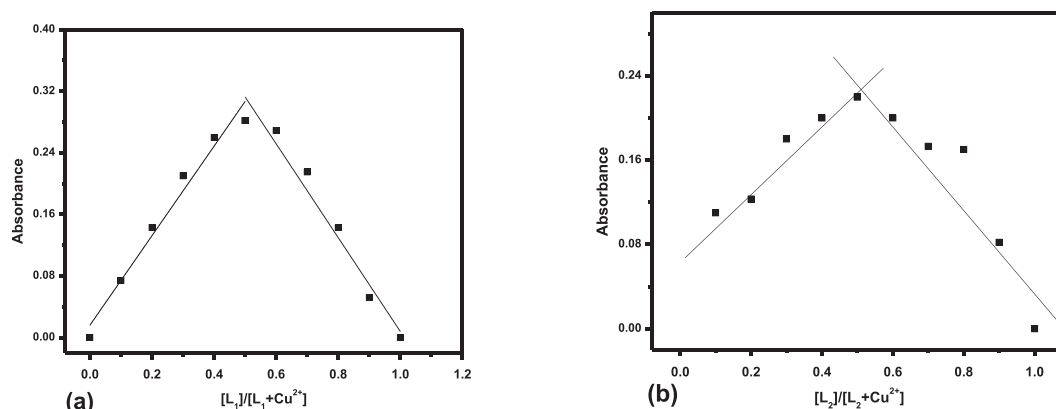 0.40
0.32
0.24
0.16
0.08
0.00
Absorbance
0.0 0.2 0.4 0.6 0.8 1.0 1.2
(a)
[L₁]/[L₁+Cu²⁺]
0.24
0.16
0.08
0.00
Absorbance
0.0 0.2 0.4 0.6 0.8 1.0
(b)
[L₂]/[L₂+Cu²⁺]